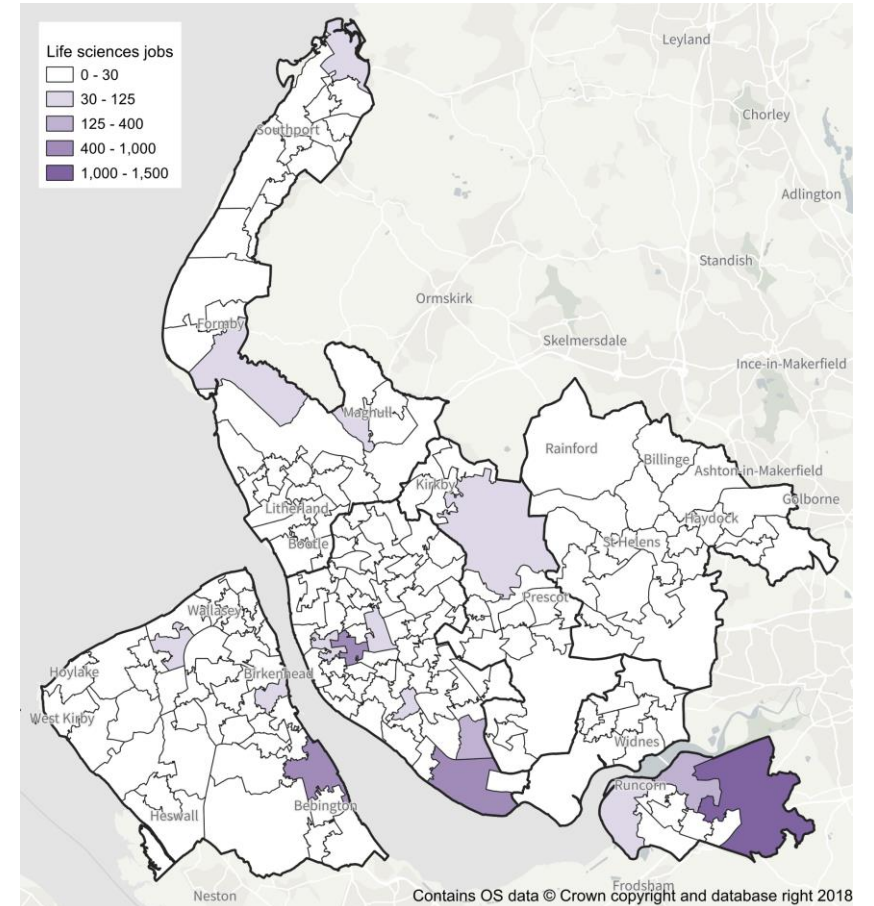 Life sciences jobs
0 - 30
30 - 125
125 - 400
400 - 1,000
1,000 - 1,500
Leyland
Chorley
Southport
Adlington
Standish
Ormskirk
Formby
Skelmersdale
Ince-in-Makerfield
Maghull
Rainford
Billinge
Ashton-in-Makerfield
Kirkby
Golborne
Litherland
Haydock
Bootle
St Helens
Prescot
Wallasey
Hoylake
Birkenhead
West Kirby
Widnes
Runcorn
Bebington
Heswall
Frodsham
Neston
Contains OS data © Crown copyright and database right 2018